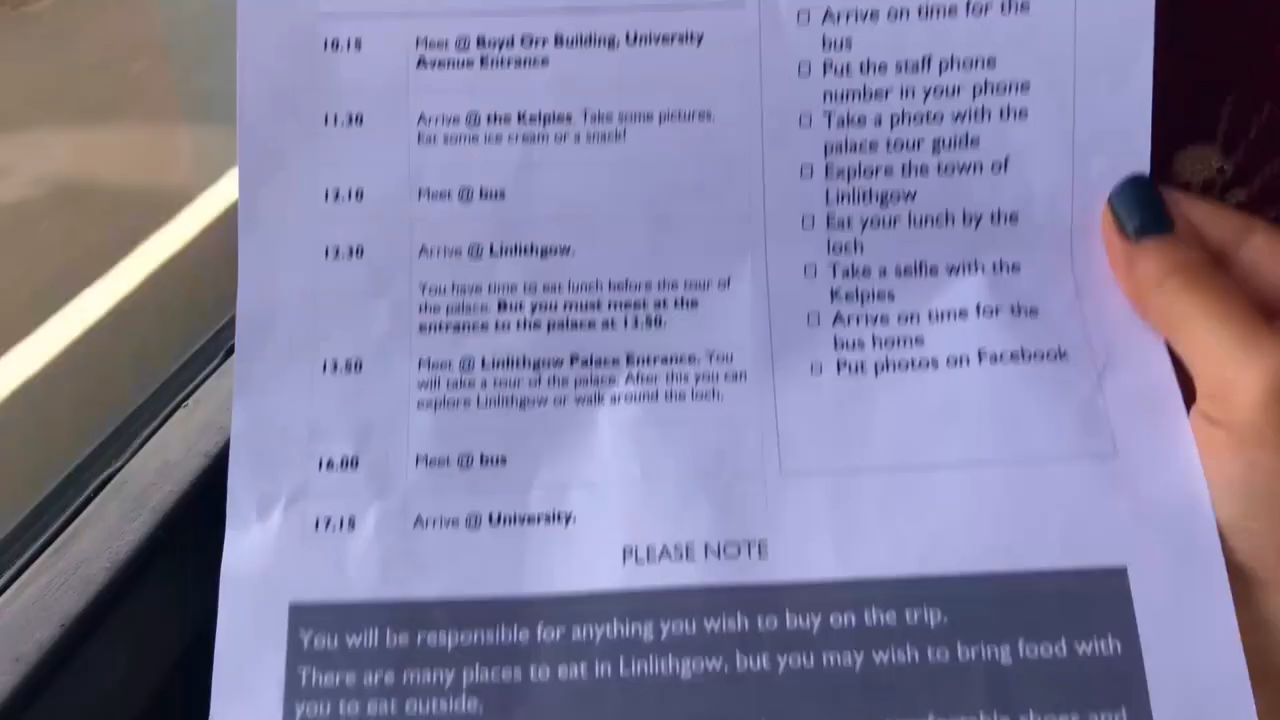 10.15 Meet @ Boyd Orr Building, University
Avenue Entrance
11.30 Arrive @ the Kelpies. Take some pictures.
Eat some ice cream or a snack!
12.10 Meet @ bus
12.30 Arrive @ Linlithgow.
You have time to eat lunch before the tour of
the palace. But you must meet at the
entrance to the palace at 13.50.
13.50 Meet @ Linlithgow Palace Entrance. You
will take a tour of the palace. After this you can
explore Linlithgow or walk around the loch.
16.00 Meet @ bus
17.15 Arrive @ University.
☐ Arrive on time for the
bus
☐ Put the staff phone
number in your phone
☐ Take a photo with the
palace tour guide
☐ Explore the town of
Linlithgow
☐ Eat your lunch by the
loch
☐ Take a selfie with the
Kelpies
☐ Arrive on time for the
bus home
☐ Put photos on Facebook
PLEASE NOTE
You will be responsible for anything you wish to buy on the trip.
There are many places to eat in Linlithgow, but you may wish to bring food with
you to eat outside.
comfortable shoes and